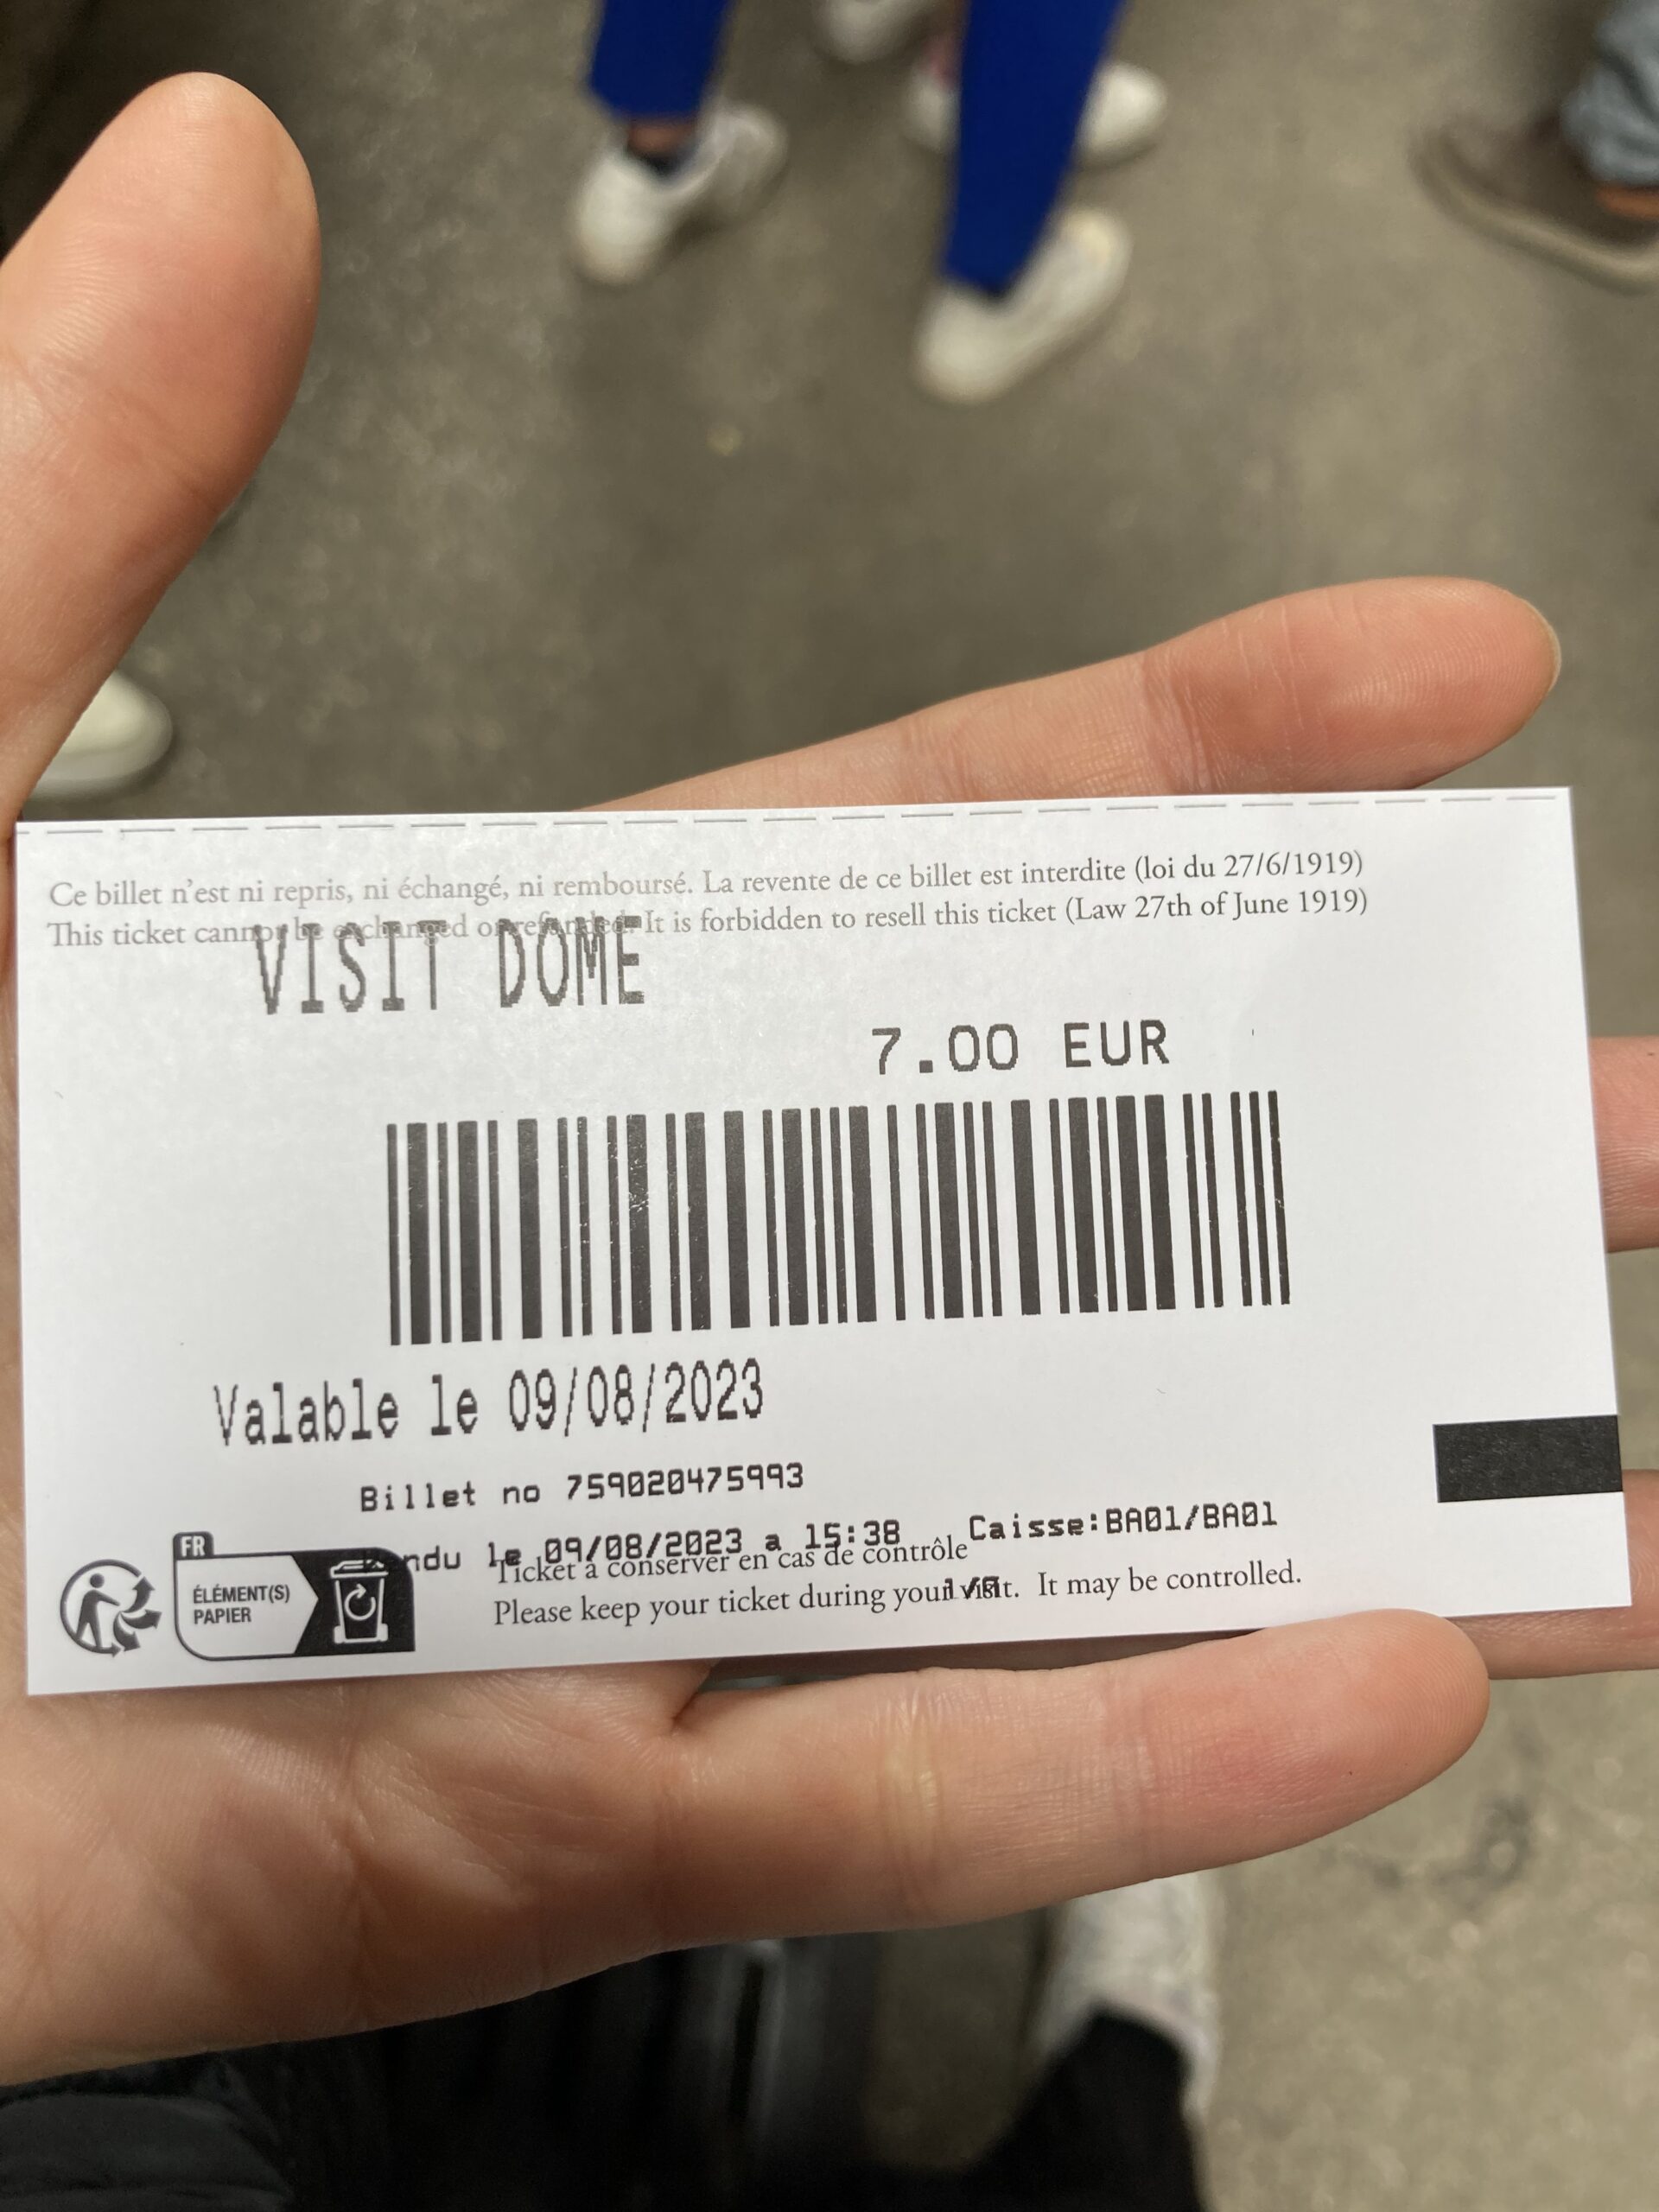 Ce billet n'est ni repris, ni échangé, ni remboursé. La revente de ce billet est interdite (loi du 27/6/1919)
This ticket cannot be exchanged or refunded. It is forbidden to resell this ticket (Law 27th of June 1919)
VISIT DOME
7.00 EUR
Valable le 09/08/2023
Billet no 759020475993
ndu le 09/08/2023 a 15:38 Caisse:BA01/BA01
Ticket à conserver en cas de contrôle
Please keep your ticket during your visit. It may be controlled.
FR
ÉLÉMENT(S)
PAPIER